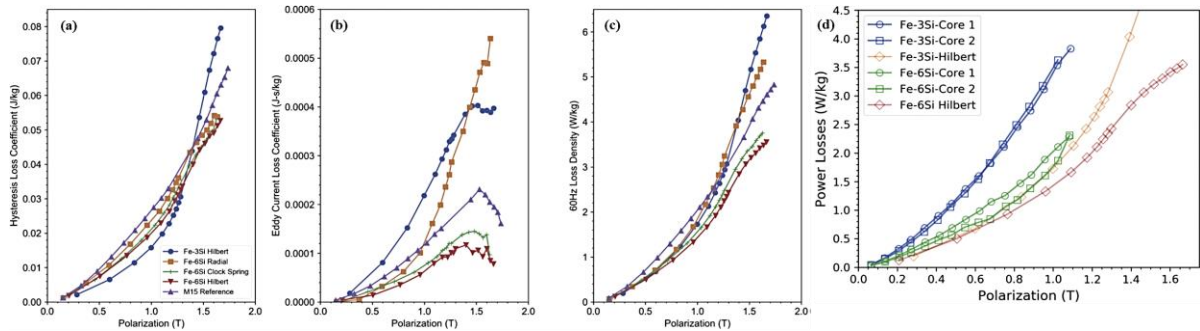 (a)
Hysteresis Loss Coefficient (J/kg)
0.08
0.07
0.06
0.05
0.04
0.03
0.02
0.01
0.00
0.0
0.5
1.0
1.5
2.0
Polarization (T)
Fe-3Si Hilbert
Fe-6Si Radial
Fe-6Si Clock Spring
Fe-6Si Hilbert
M15 Reference
(b)
Eddy Current Loss Coefficient (J-s/kg)
0.0006
0.0005
0.0004
0.0003
0.0002
0.0001
0.0000
0.0
0.5
1.0
1.5
2.0
Polarization (T)
(c)
60Hz Loss Density (W/kg)
6
5
4
3
2
1
0
0.0
0.5
1.0
1.5
2.0
Polarization (T)
(d)
Power Losses (W/kg)
4.5
4.0
3.5
3.0
2.5
2.0
1.5
1.0
0.5
0.0
0.0
0.2
0.4
0.6
0.8
1.0
1.2
1.4
1.6
Polarization (T)
Fe-3Si-Core 1
Fe-3Si-Core 2
Fe-3Si-Hilbert
Fe-6Si-Core 1
Fe-6Si-Core 2
Fe-6Si Hilbert